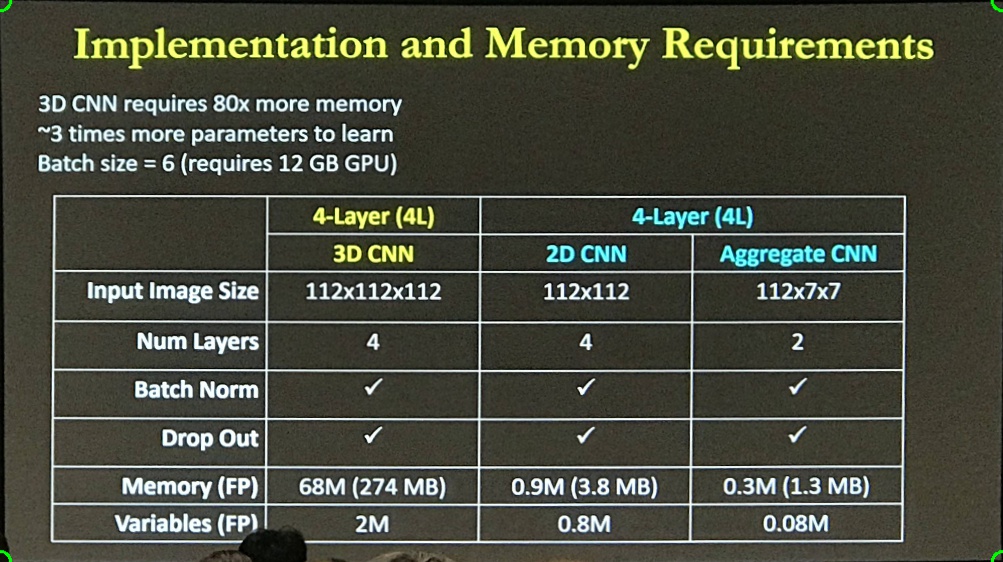 Implementation and Memory Requirements
3D CNN requires 80x more memory
~3 times more parameters to learn
Batch size = 6 (requires 12 GB GPU)
4-Layer (4L) 4-Layer (4L)
3D CNN 2D CNN Aggregate CNN
Input Image Size 112x112x112 112x112 112x7x7
Num Layers 4 4 2
Batch Norm ✓ ✓ ✓
Drop Out ✓ ✓ ✓
Memory (FP) 68M (274 MB) 0.9M (3.8 MB) 0.3M (1.3 MB)
Variables (FP) 2M 0.8M 0.08M